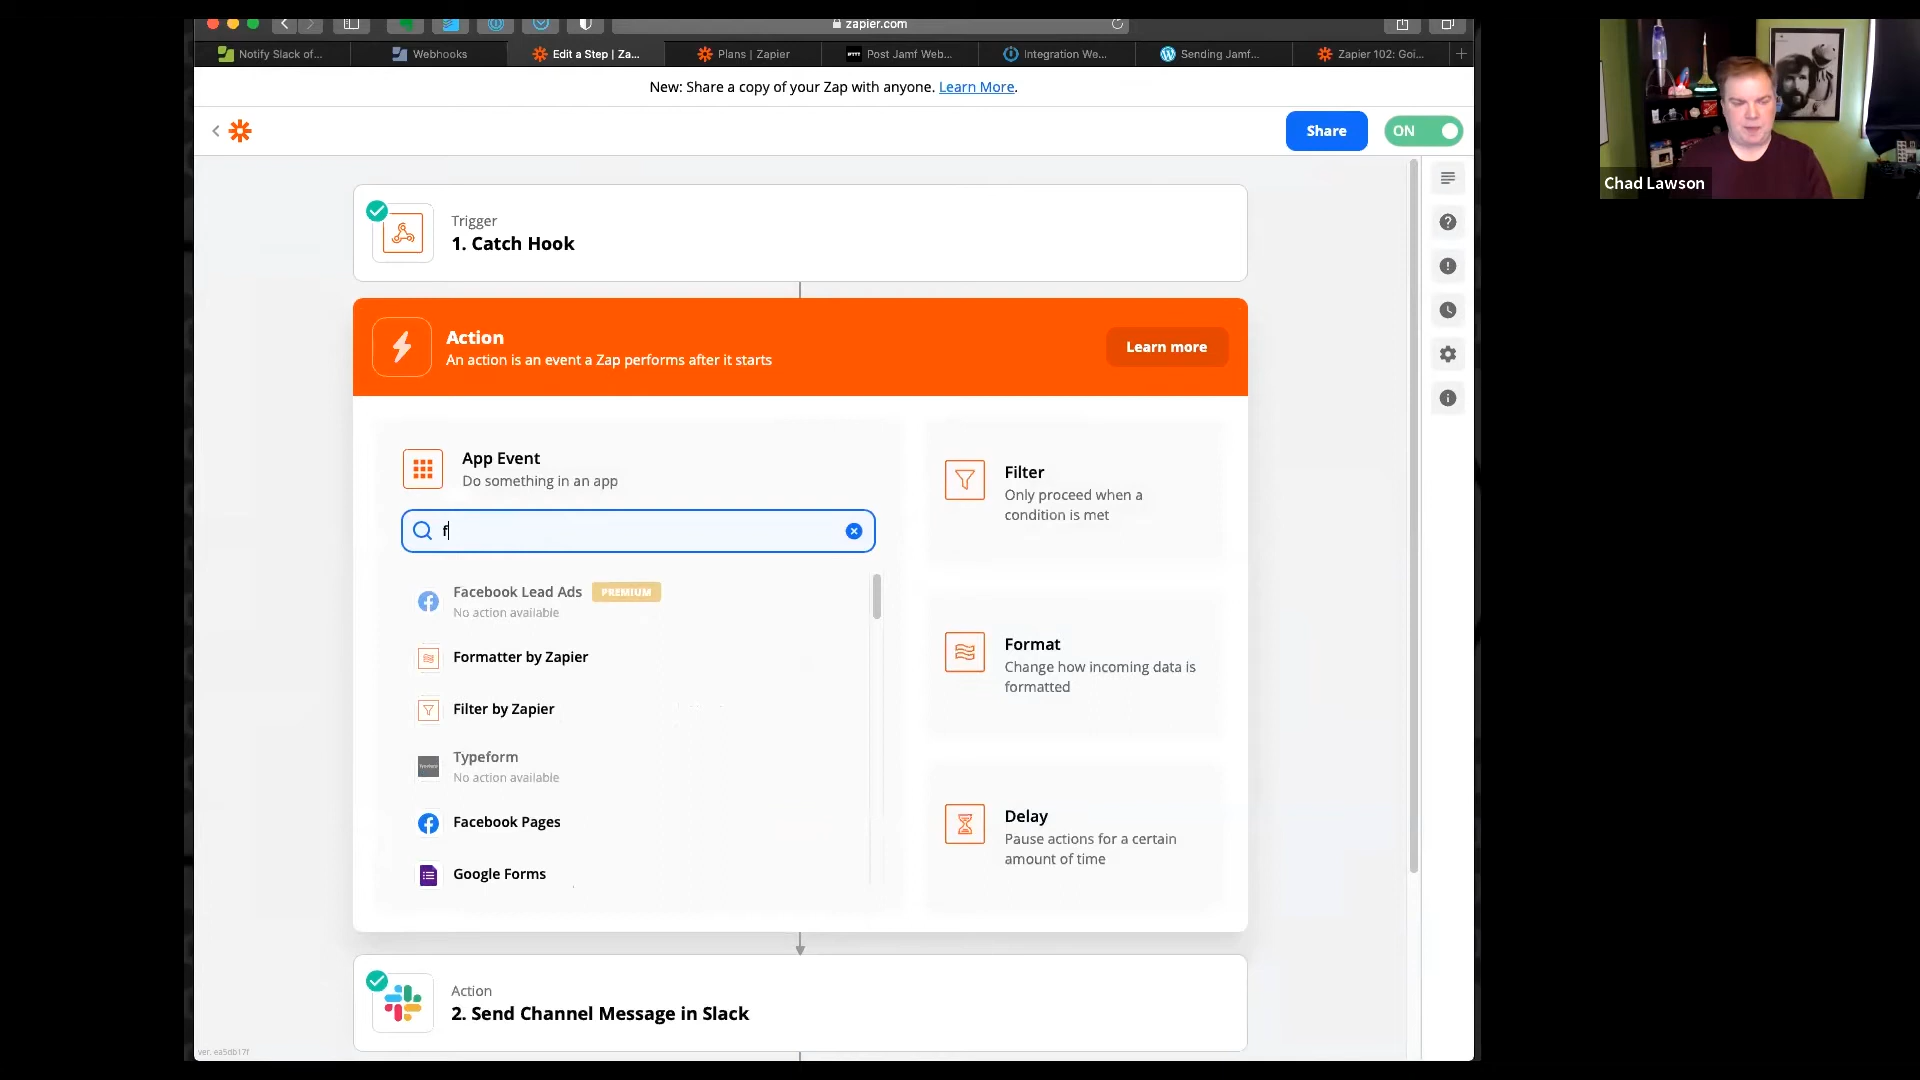 zapier.com
Notify Slack of...
Webhooks
Edit a Step | Za...
Plans | Zapier
Post Jamf Web...
Integration We...
Sending Jamf...
Zapier 102: Goi...
New: Share a copy of your Zap with anyone. Learn More.
Share
ON
Chad Lawson
Trigger
1. Catch Hook
Action
An action is an event a Zap performs after it starts
Learn more
App Event
Do something in an app
f
Facebook Lead Ads PREMIUM
No action available
Formatter by Zapier
Filter by Zapier
Typeform
No action available
Facebook Pages
Google Forms
Filter
Only proceed when a
condition is met
Format
Change how incoming data is
formatted
Delay
Pause actions for a certain
amount of time
Action
2. Send Channel Message in Slack
ver. ea5db17f